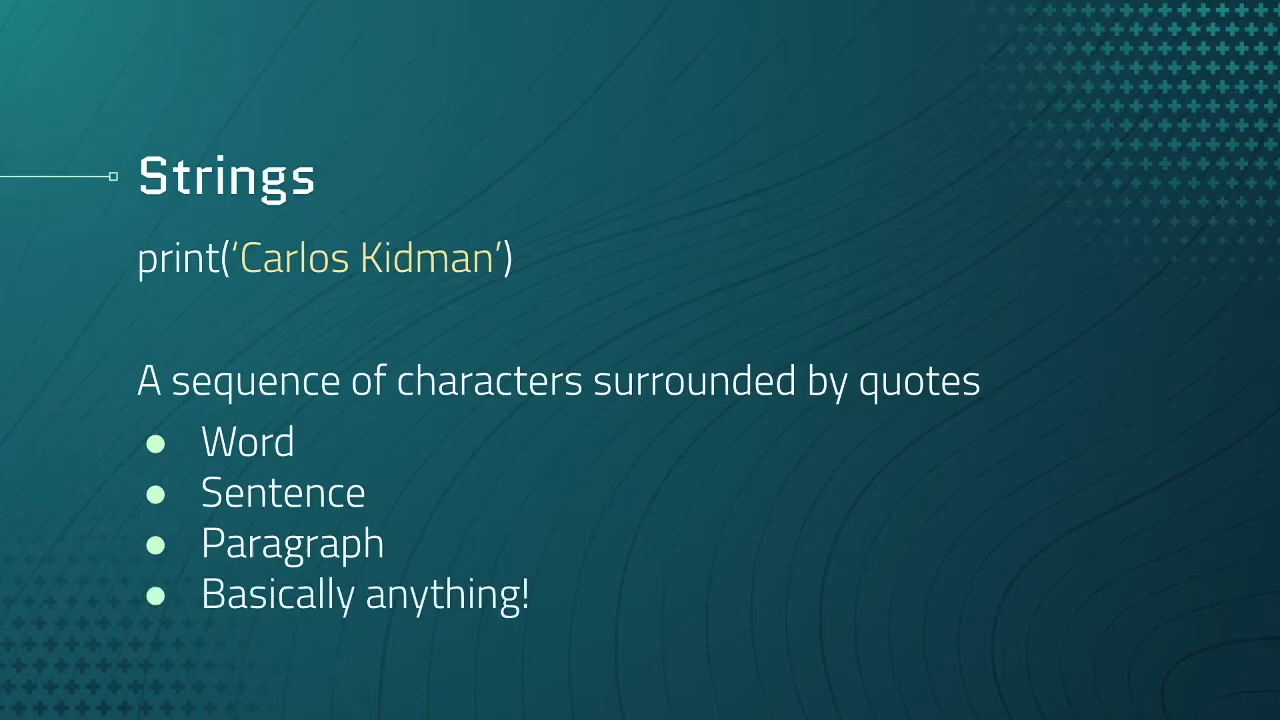 Strings
print(‘Carlos Kidman’)
A sequence of characters surrounded by quotes
● Word
● Sentence
● Paragraph
● Basically anything!